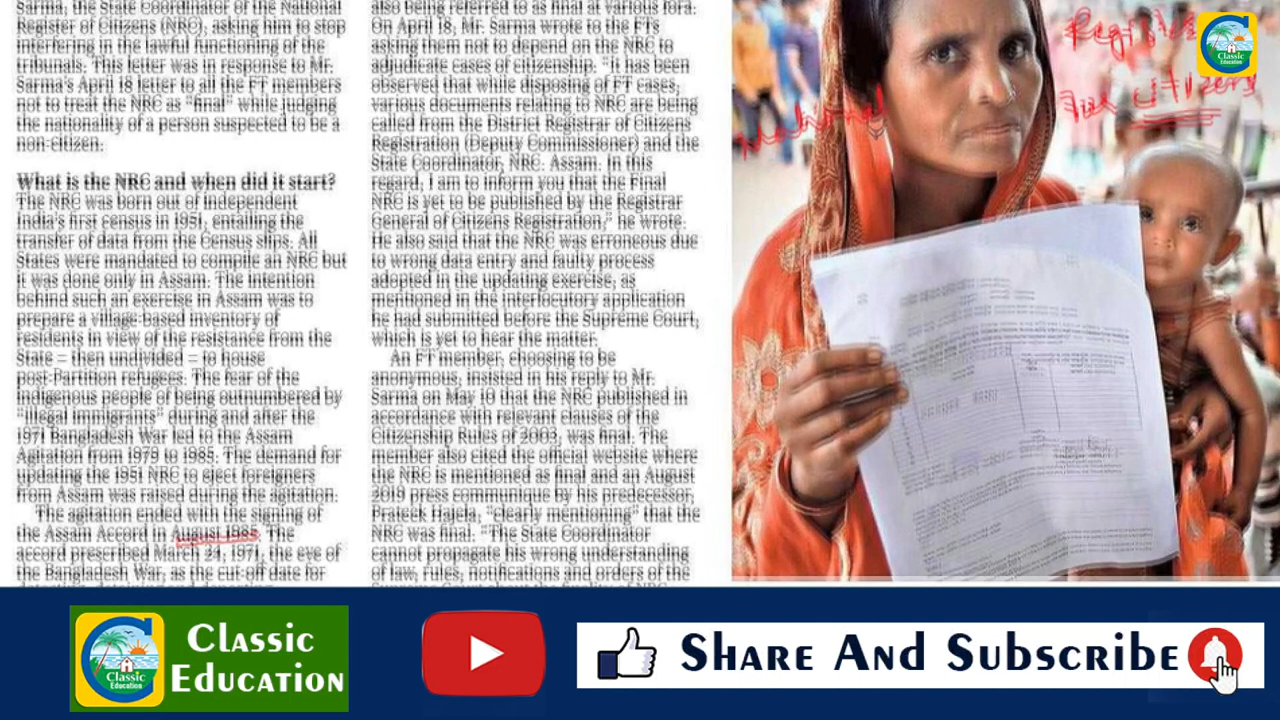 Sarma, the State Coordinator of the National
Register of Citizens (NRC), asking him to stop
interfering in the lawful functioning of the
tribunals. This letter was in response to Mr.
Sarma's April 18 letter to all the FT members
not to treat the NRC as "final" while judging
the nationality of a person suspected to be a
non-citizen.
What is the NRC and when did it start?
The NRC was born out of independent
India's first census in 1951, entailing the
transfer of data from the Census slips. All
States were mandated to compile an NRC but
it was done only in Assam. The intention
behind such an exercise in Assam was to
prepare a village-based inventory of
residents in view of the resistance from the
State – then undivided – to house
post-Partition refugees. The fear of the
indigenous people of being outnumbered by
"illegal immigrants" during and after the
1971 Bangladesh War led to the Assam
Agitation from 1979 to 1985. The demand for
updating the 1951 NRC to eject foreigners
from Assam was raised during the agitation.
The agitation ended with the signing of
the Assam Accord in August 1985. The
accord prescribed March 24, 1971, the eve of
the Bangladesh War, as the cut-off date for
also being referred to as final at various fora.
On April 18, Mr. Sarma wrote to the FTs
asking them not to depend on the NRC to
adjudicate cases of citizenship. "It has been
observed that while disposing of FT cases,
various documents relating to NRC are being
called from the District Registrar of Citizens
Registration (Deputy Commissioner) and the
State Coordinator, NRC, Assam. In this
regard, I am to inform you that the Final
NRC is yet to be published by the Registrar
General of Citizens Registration," he wrote.
He also said that the NRC was erroneous due
to wrong data entry and faulty process
adopted in the updating exercise, as
mentioned in the interlocutory application
he had submitted before the Supreme Court,
which is yet to hear the matter.
An FT member, choosing to be
anonymous, insisted in his reply to Mr.
Sarma on May 10 that the NRC published in
accordance with relevant clauses of the
Citizenship Rules of 2003, was final. The
member also cited the official website where
NRC is mentioned as final and an August
2019 press communique by his predecessor,
Prateek Hajela, "clearly mentioning" that the
NRC was final. "The State Coordinator
propagate his wrong understanding
of law, rules, notifications and orders of the
National
Register
for citizens
Classic
Education
Classic
Education
Classic
Education
Share And Subscribe